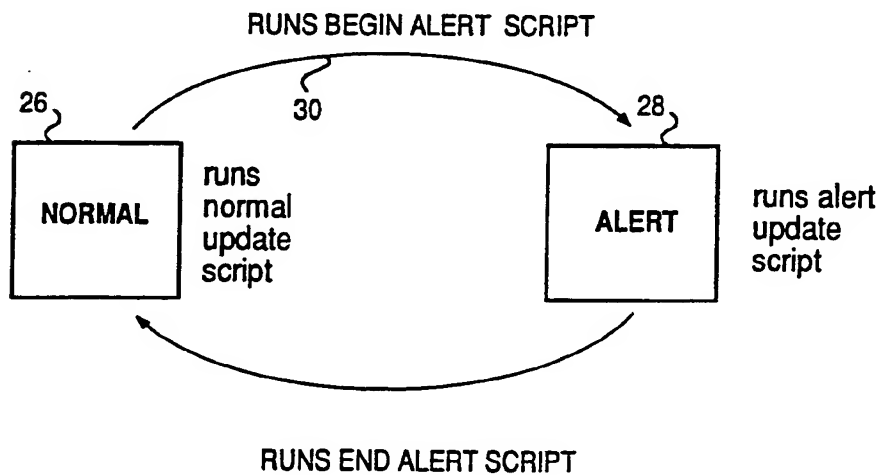 RUNS BEGIN ALERT SCRIPT
26
30
28
NORMAL
runs
normal
update
script
ALERT
runs alert
update
script
RUNS END ALERT SCRIPT